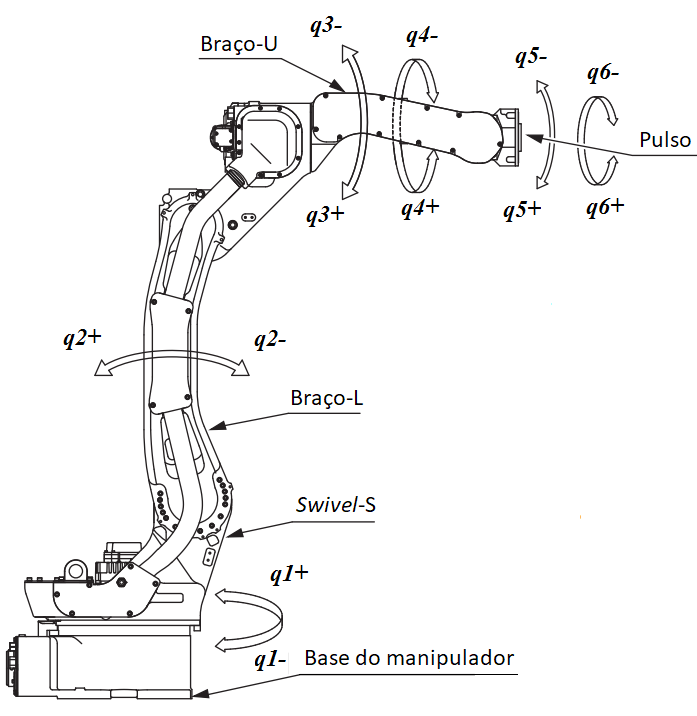 q3-
q4-
Braço-U
q5-
q6-
Pulso
q3+
q4+
q5+
q6+
q2+
q2-
Braço-L
Swivel-S
q1+
q1-
Base do manipulador